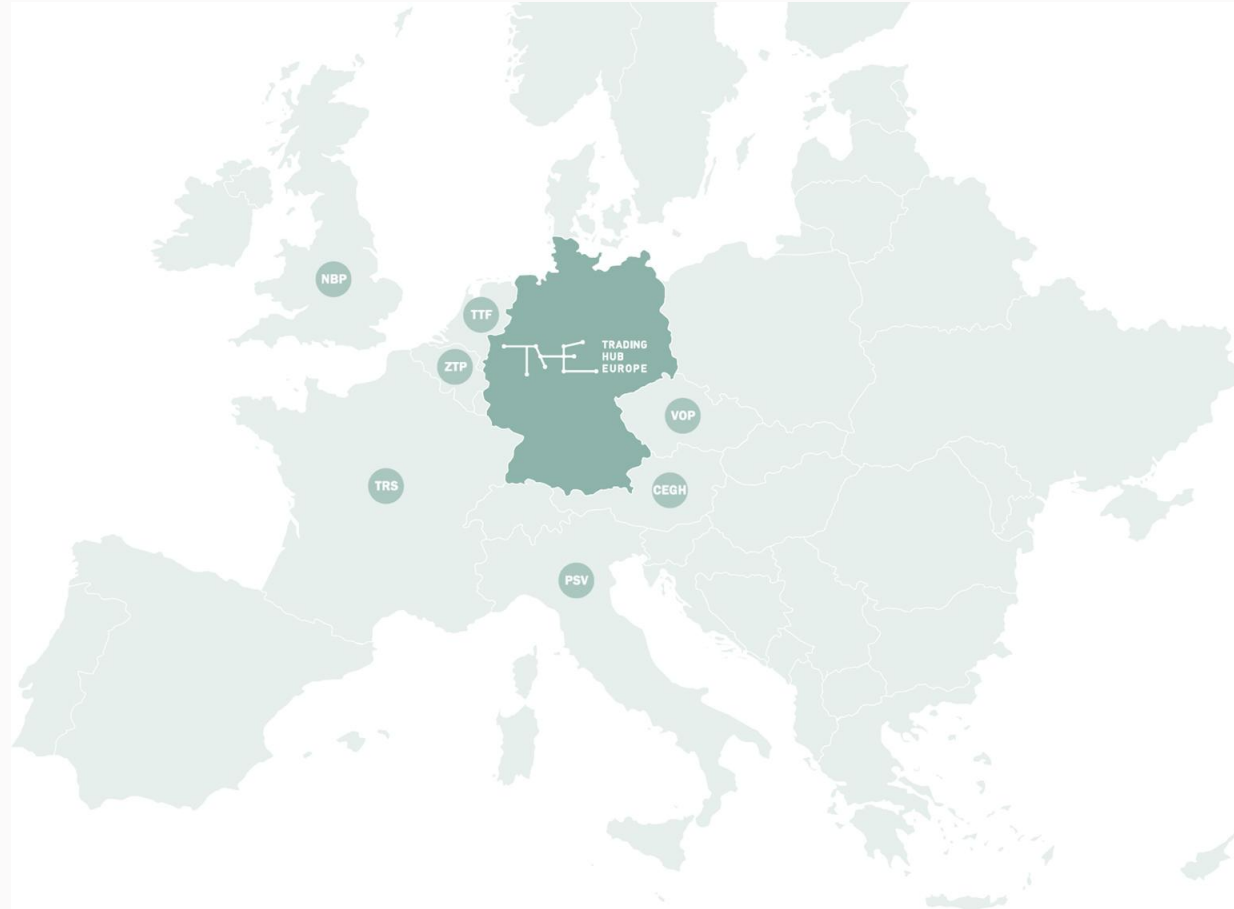 NBP
TTF
THE
TRADING
HUB
EUROPE
ZTP
VOP
TRS
CEGH
PSV